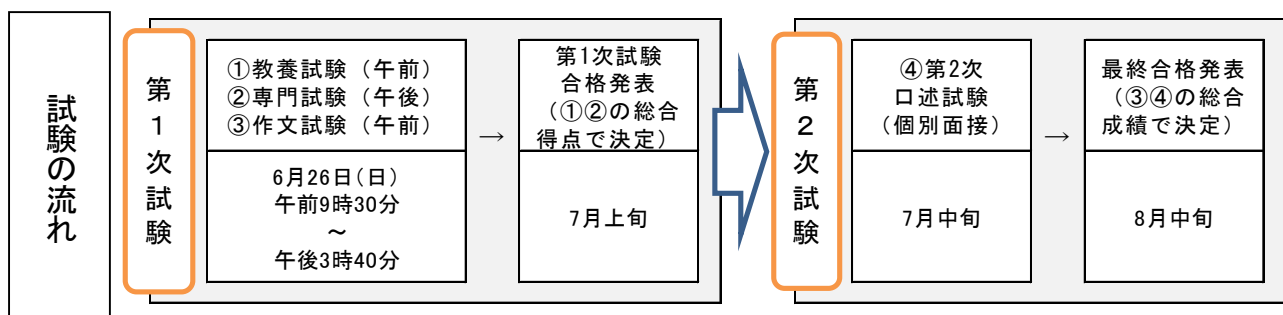 試験の流れ
第1次試験
①教養試験（午前）
②専門試験（午後）
③作文試験（午前）
6月26日(日)
午前9時30分
～
午後3時40分
→
第1次試験
合格発表
（①②の総合
得点で決定）
7月上旬
第2次試験
④第2次
口述試験
（個別面接）
7月中旬
→
最終合格発表
（③④の総合
成績で決定）
8月中旬